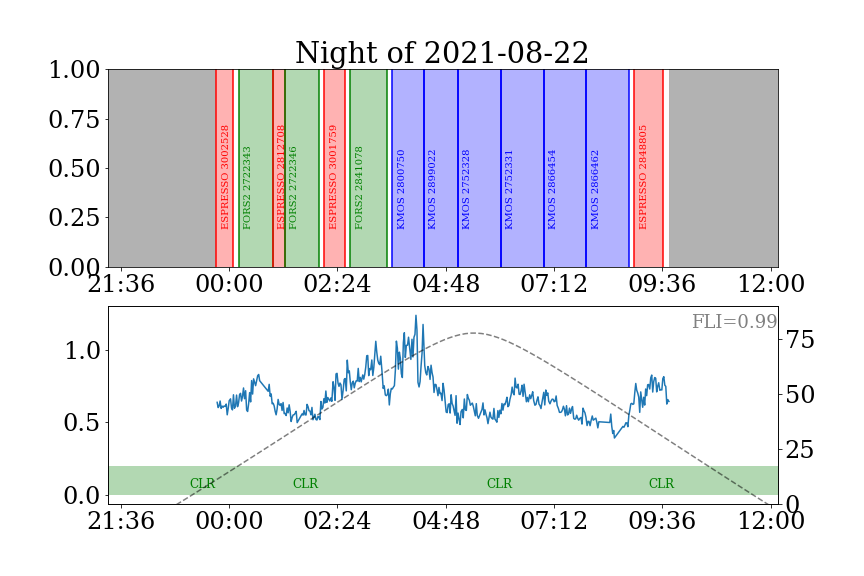 Night of 2021-08-22
1.00
0.75
0.50
0.25
0.00
ESPRESSO 3002528
FORS2 2722343
ESPRESSO 2812708
FORS2 2722346
ESPRESSO 3001759
FORS2 2841078
KMOS 2800750
KMOS 2899022
KMOS 2752328
KMOS 2752331
KMOS 2866454
KMOS 2866462
ESPRESSO 2848805
21:36 00:00 02:24 04:48 07:12 09:36 12:00
FLI=0.99
1.0
0.5
0.0
75
50
25
0
CLR CLR CLR CLR
21:36 00:00 02:24 04:48 07:12 09:36 12:00